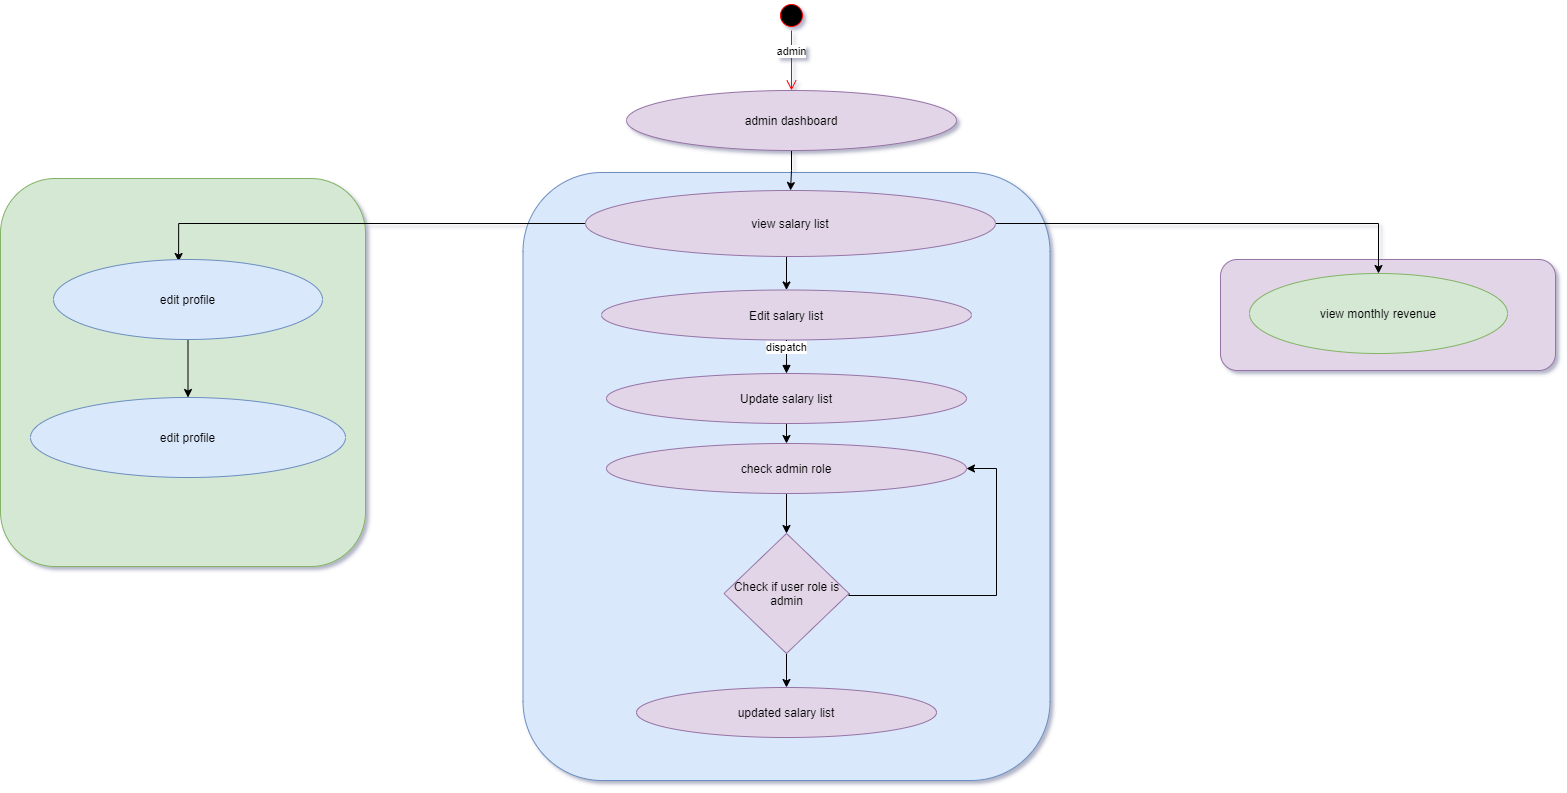 admin
admin dashboard
view salary list
edit profile
Edit salary list
view monthly revenue
dispatch
Update salary list
edit profile
check admin role
Check if user role is
admin
updated salary list